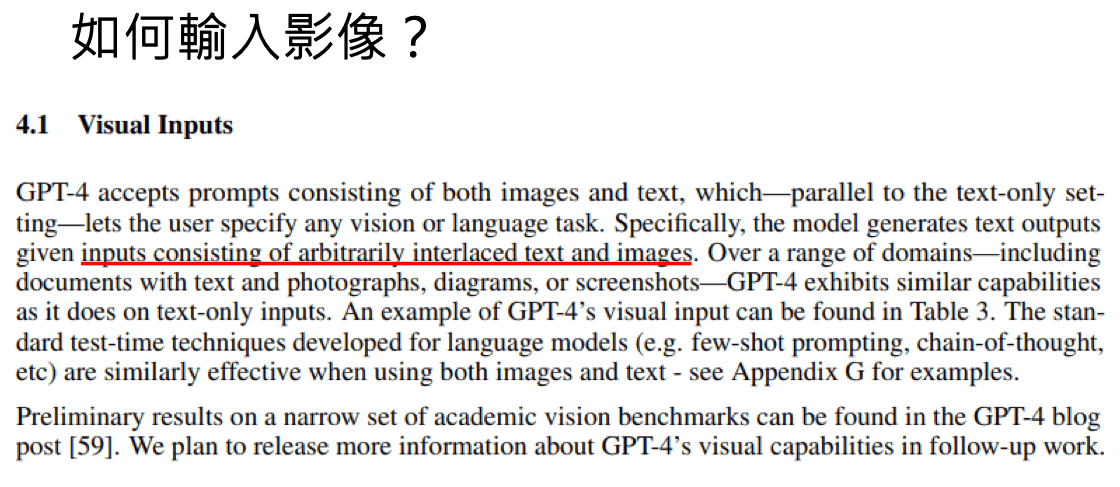 如何輸入影像？
4.1 Visual Inputs
GPT-4 accepts prompts consisting of both images and text, which—parallel to the text-only set-
ting—lets the user specify any vision or language task. Specifically, the model generates text outputs
given inputs consisting of arbitrarily interlaced text and images. Over a range of domains—including
documents with text and photographs, diagrams, or screenshots—GPT-4 exhibits similar capabilities
as it does on text-only inputs. An example of GPT-4's visual input can be found in Table 3. The stan-
dard test-time techniques developed for language models (e.g. few-shot prompting, chain-of-thought,
etc) are similarly effective when using both images and text - see Appendix G for examples.
Preliminary results on a narrow set of academic vision benchmarks can be found in the GPT-4 blog
post [59]. We plan to release more information about GPT-4's visual capabilities in follow-up work.